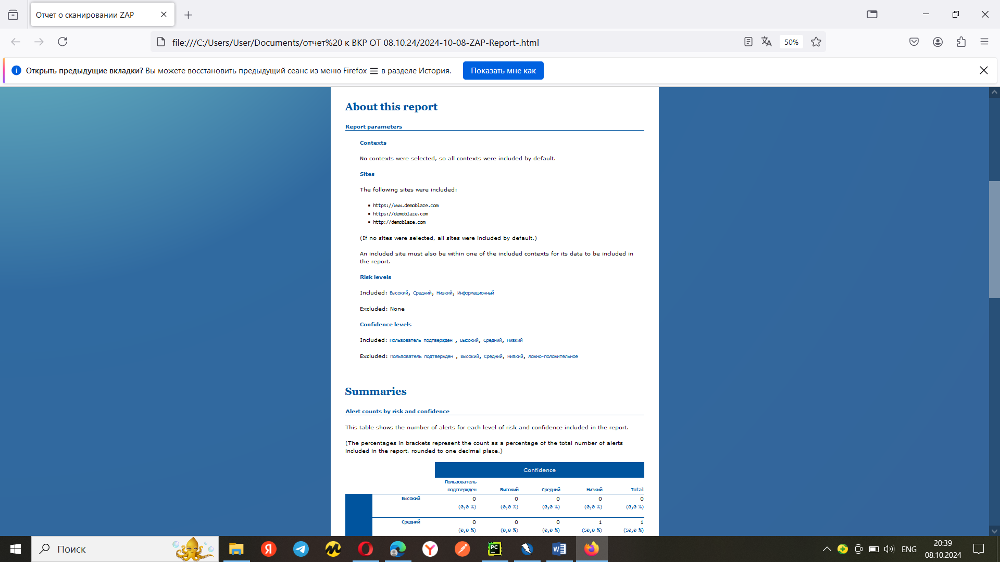 Отчет о сканировании ZAP
file:///C:/Users/User/Documents/отчет%20 к ВКР ОТ 08.10.24/2024-10-08-ZAP-Report-.html
50%
Открыть предыдущие вкладки? Вы можете восстановить предыдущий сеанс из меню Firefox в разделе История.
Показать мне как
About this report
Report parameters
Contexts
No contexts were selected, so all contexts were included by default.
Sites
The following sites were included:
https://www.demoblaze.com
https://demoblaze.com
http://demoblaze.com
(If no sites were selected, all sites were included by default.)
An included site must also be within one of the included contexts for its data to be included in
the report.
Risk levels
Included: Высокий, Средний, Низкий, Информационный
Excluded: None
Confidence levels
Included: Пользователь подтвержден , Высокий, Средний, Низкий
Excluded: Пользователь подтвержден , Высокий, Средний, Низкий, Ложно-положительное
Summaries
Alert counts by risk and confidence
This table shows the number of alerts for each level of risk and confidence included in the report.
(The percentages in brackets represent the count as a percentage of the total number of alerts
included in the report, rounded to one decimal place.)
Confidence
Пользователь
подтвержден Высокий Средний Низкий Total
Высокий 0 0 0 0 0
(0,0 %) (0,0 %) (0,0 %) (0,0 %) (0,0 %)
Средний 0 0 0 1 1
(0,0 %) (0,0 %) (0,0 %) (50,0 %) (50,0 %)
Поиск
ENG
20:39
08.10.2024